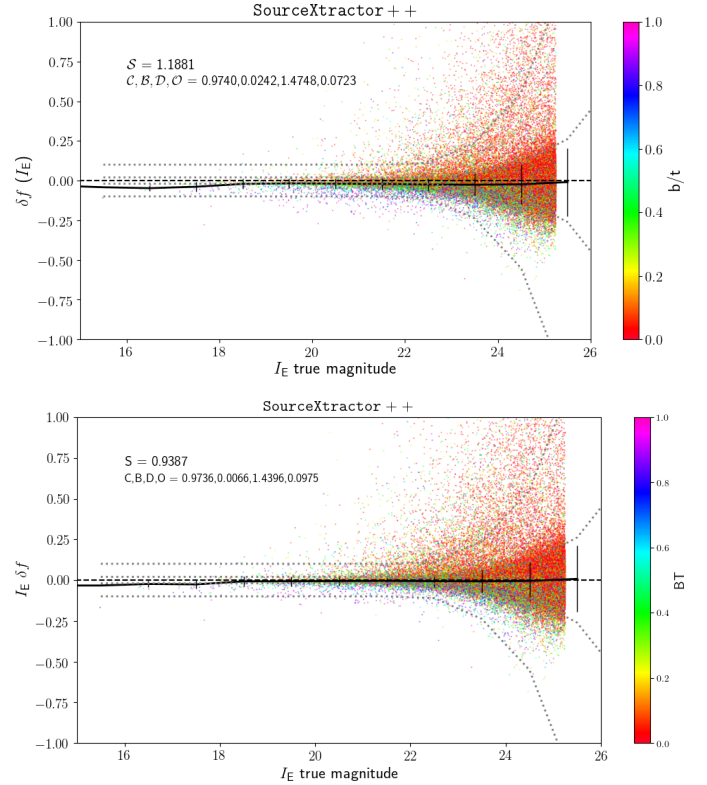 SourceXtractor++
1.00
0.75
0.50
0.25
0.00
−0.25
−0.50
−0.75
−1.00
δf (I_E)
𝒮 = 1.1881
𝒞, ℬ, 𝒟, 𝒪 = 0.9740,0.0242,1.4748,0.0723
16 18 20 22 24 26
I_E true magnitude
1.0
0.8
0.6
0.4
0.2
0.0
b/t
SourceXtractor++
1.00
0.75
0.50
0.25
0.00
−0.25
−0.50
−0.75
−1.00
I_E δf
S = 0.9387
C,B,D,O = 0.9736,0.0066,1.4396,0.0975
16 18 20 22 24 26
I_E true magnitude
1.0
0.8
0.6
0.4
0.2
0.0
BT